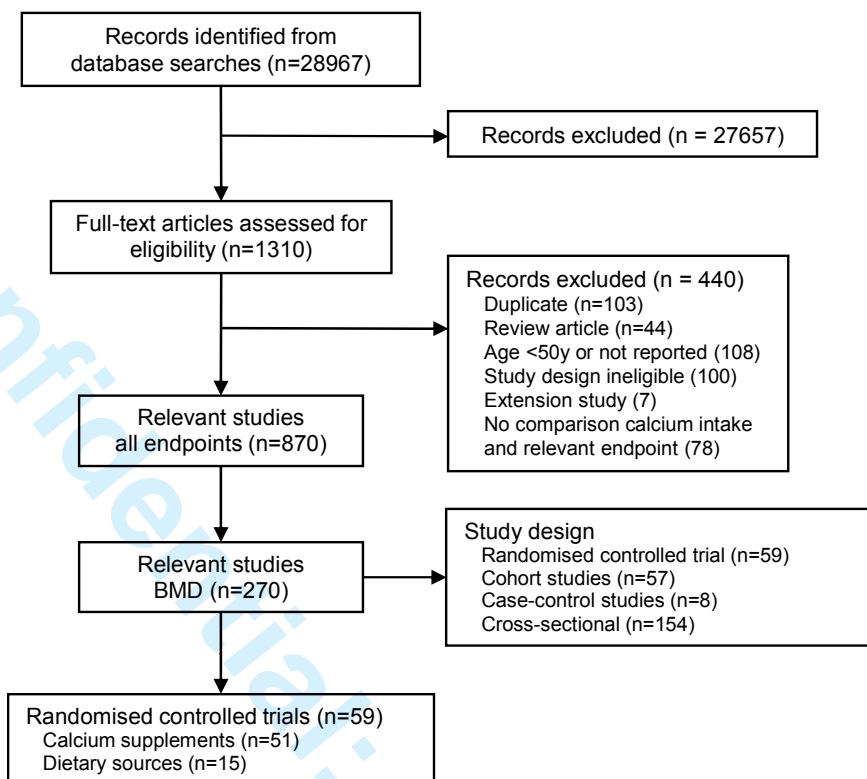 Records identified from
database searches (n=28967)
Records excluded (n = 27657)
Full-text articles assessed for
eligibility (n=1310)
Records excluded (n = 440)
Duplicate (n=103)
Review article (n=44)
Age <50y or not reported (108)
Study design ineligible (100)
Extension study (7)
No comparison calcium intake
and relevant endpoint (78)
Relevant studies
all endpoints (n=870)
Study design
Randomised controlled trial (n=59)
Cohort studies (n=57)
Case-control studies (n=8)
Cross-sectional (n=154)
Relevant studies
BMD (n=270)
Randomised controlled trials (n=59)
Calcium supplements (n=51)
Dietary sources (n=15)
nfidential: